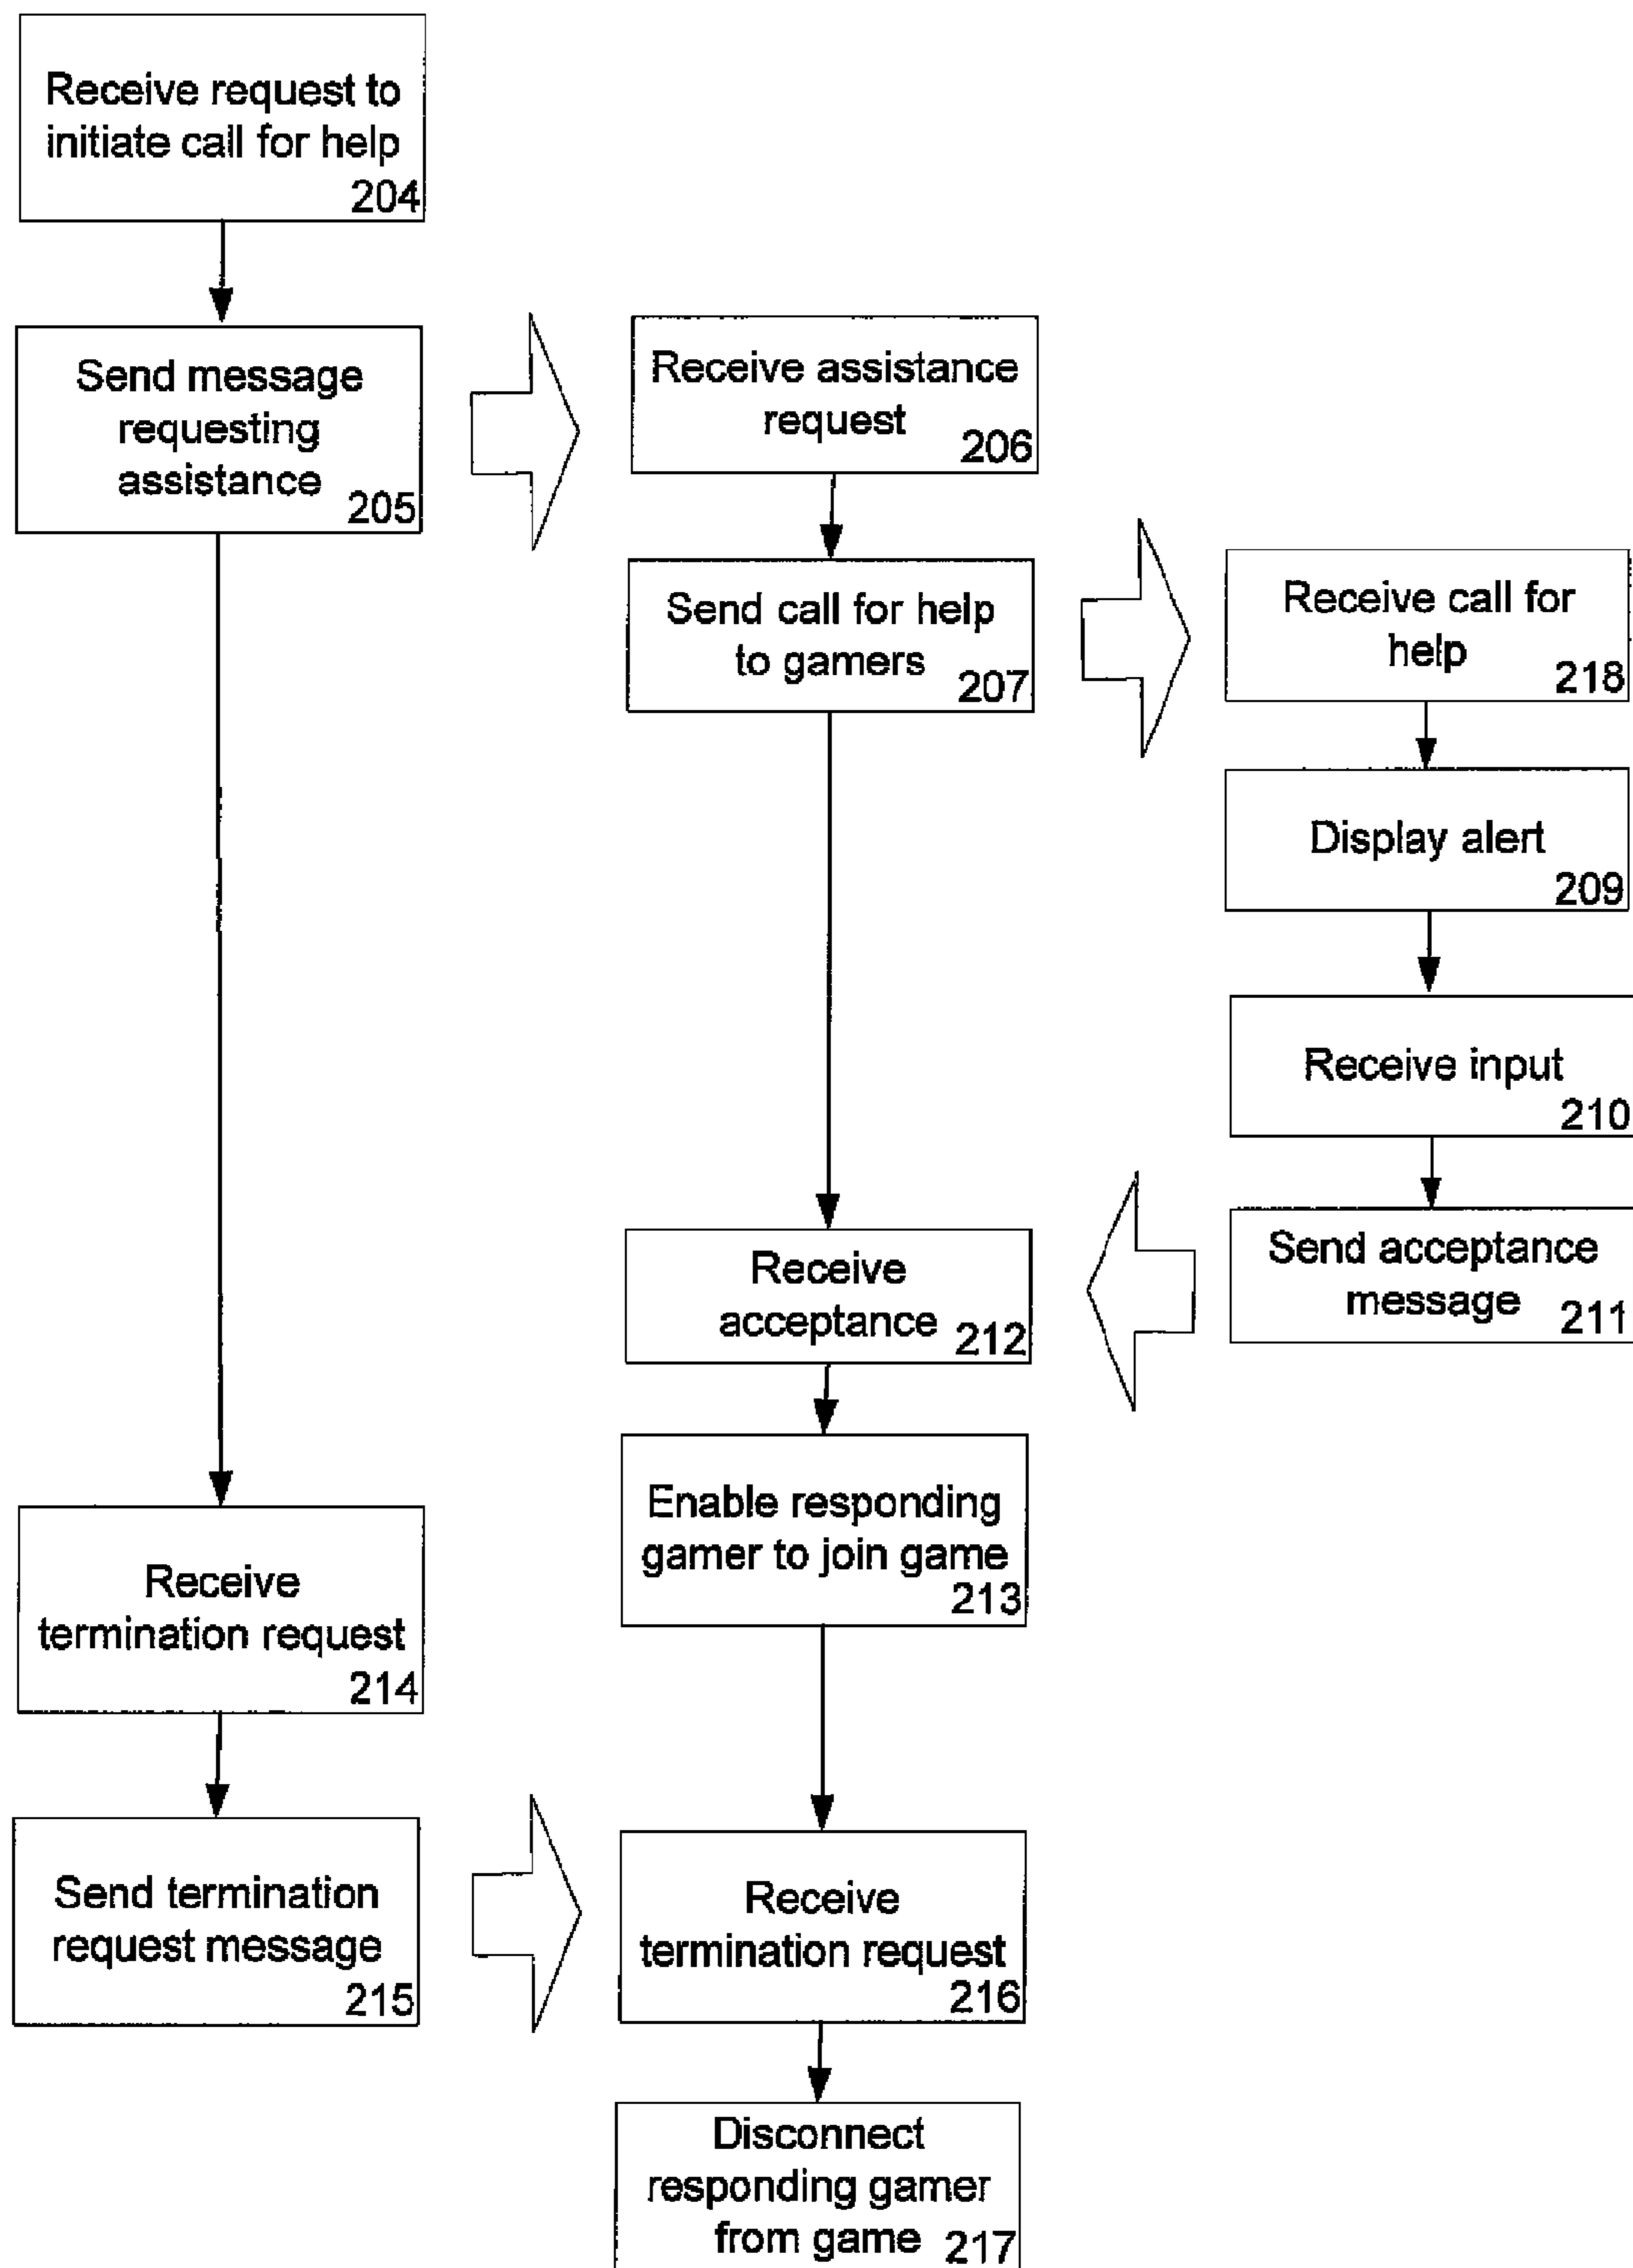 Receive request to
initiate call for help
204
Send message
requesting
assistance
205
Receive assistance
request
206
Send call for help
to gamers
207
Receive call for
help
218
Display alert
209
Receive input
210
Send acceptance
message
211
Receive
acceptance
212
Enable responding
gamer to join game
213
Receive
termination request
214
Send termination
request message
215
Receive
termination request
216
Disconnect
responding gamer
from game
217